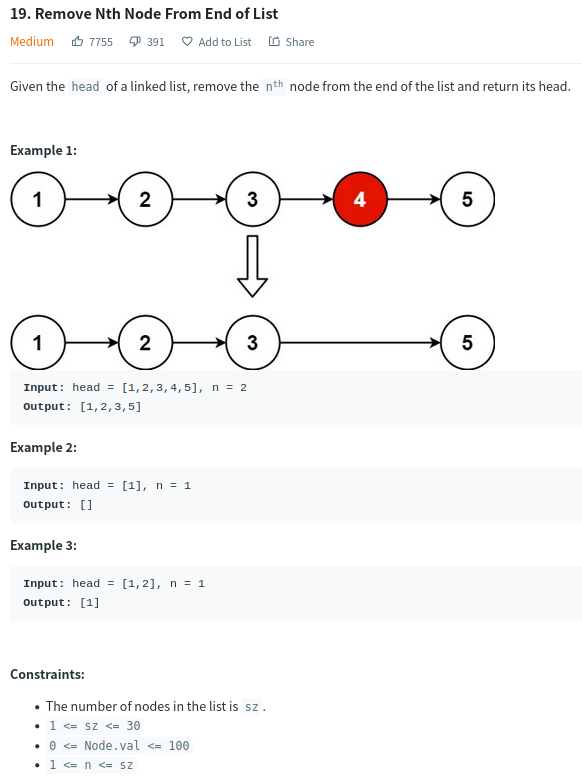 19. Remove Nth Node From End of List
Medium 7755 391 Add to List Share
Given the head of a linked list, remove the nth node from the end of the list and return its head.
Example 1:
1 2 3 4 5
1 2 3 5
Input: head = [1,2,3,4,5], n = 2
Output: [1,2,3,5]
Example 2:
Input: head = [1], n = 1
Output: []
Example 3:
Input: head = [1,2], n = 1
Output: [1]
Constraints:
• The number of nodes in the list is sz.
• 1 <= sz <= 30
• 0 <= Node.val <= 100
• 1 <= n <= sz